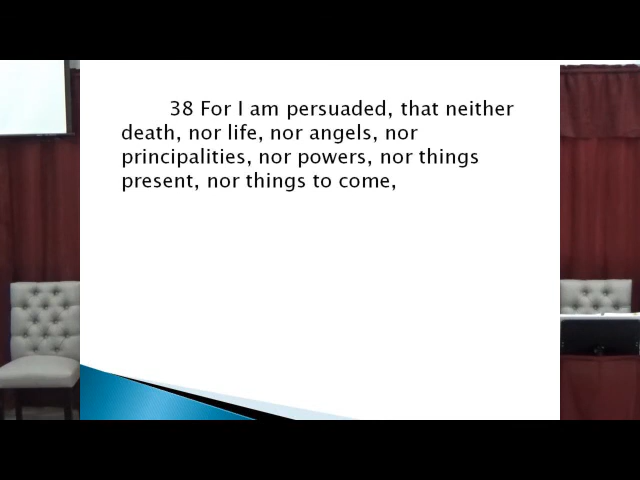 38 For I am persuaded, that neither
death, nor life, nor angels, nor
principalities, nor powers, nor things
present, nor things to come,